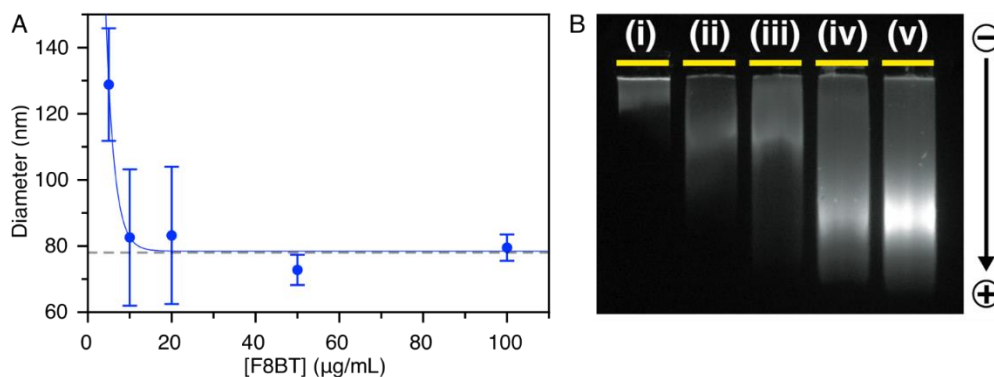 A
Diameter (nm)
140
120
100
80
60
0
20
40
60
80
100
[F8BT] (µg/mL)
B
(i) (ii) (iii) (iv) (v)
−
+